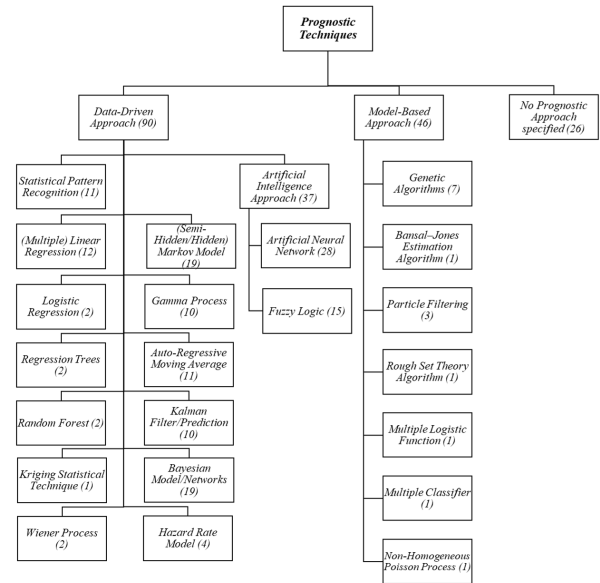 Prognostic
Techniques
Data-Driven
Approach (90)
Model-Based
Approach (46)
No Prognostic
Approach
specified (26)
Statistical Pattern
Recognition (11)
(Multiple) Linear
Regression (12)
Logistic
Regression (2)
Regression Trees
(2)
Random Forest (2)
Kriging Statistical
Technique (1)
Wiener Process
(2)
(Semi-
Hidden/Hidden)
Markov Model
(19)
Gamma Process
(10)
Auto-Regressive
Moving Average
(11)
Kalman
Filter/Prediction
(10)
Bayesian
Model/Networks
(19)
Hazard Rate
Model (4)
Artificial
Intelligence
Approach (37)
Artificial Neural
Network (28)
Fuzzy Logic (15)
Genetic
Algorithms (7)
Bansal–Jones
Estimation
Algorithm (1)
Particle Filtering
(3)
Rough Set Theory
Algorithm (1)
Multiple Logistic
Function (1)
Multiple Classifier
(1)
Non-Homogeneous
Poisson Process (1)